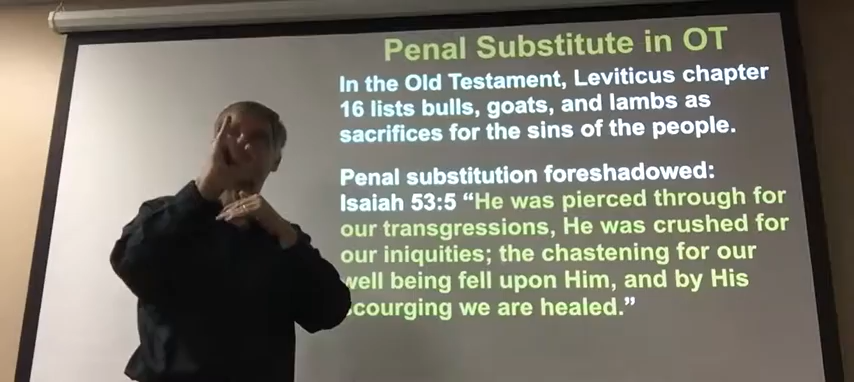 Penal Substitute in OT
In the Old Testament, Leviticus chapter
16 lists bulls, goats, and lambs as
sacrifices for the sins of the people.
Penal substitution foreshadowed:
Isaiah 53:5 “He was pierced through for
our transgressions, He was crushed for
our iniquities; the chastening for our
well being fell upon Him, and by His
scourging we are healed.”